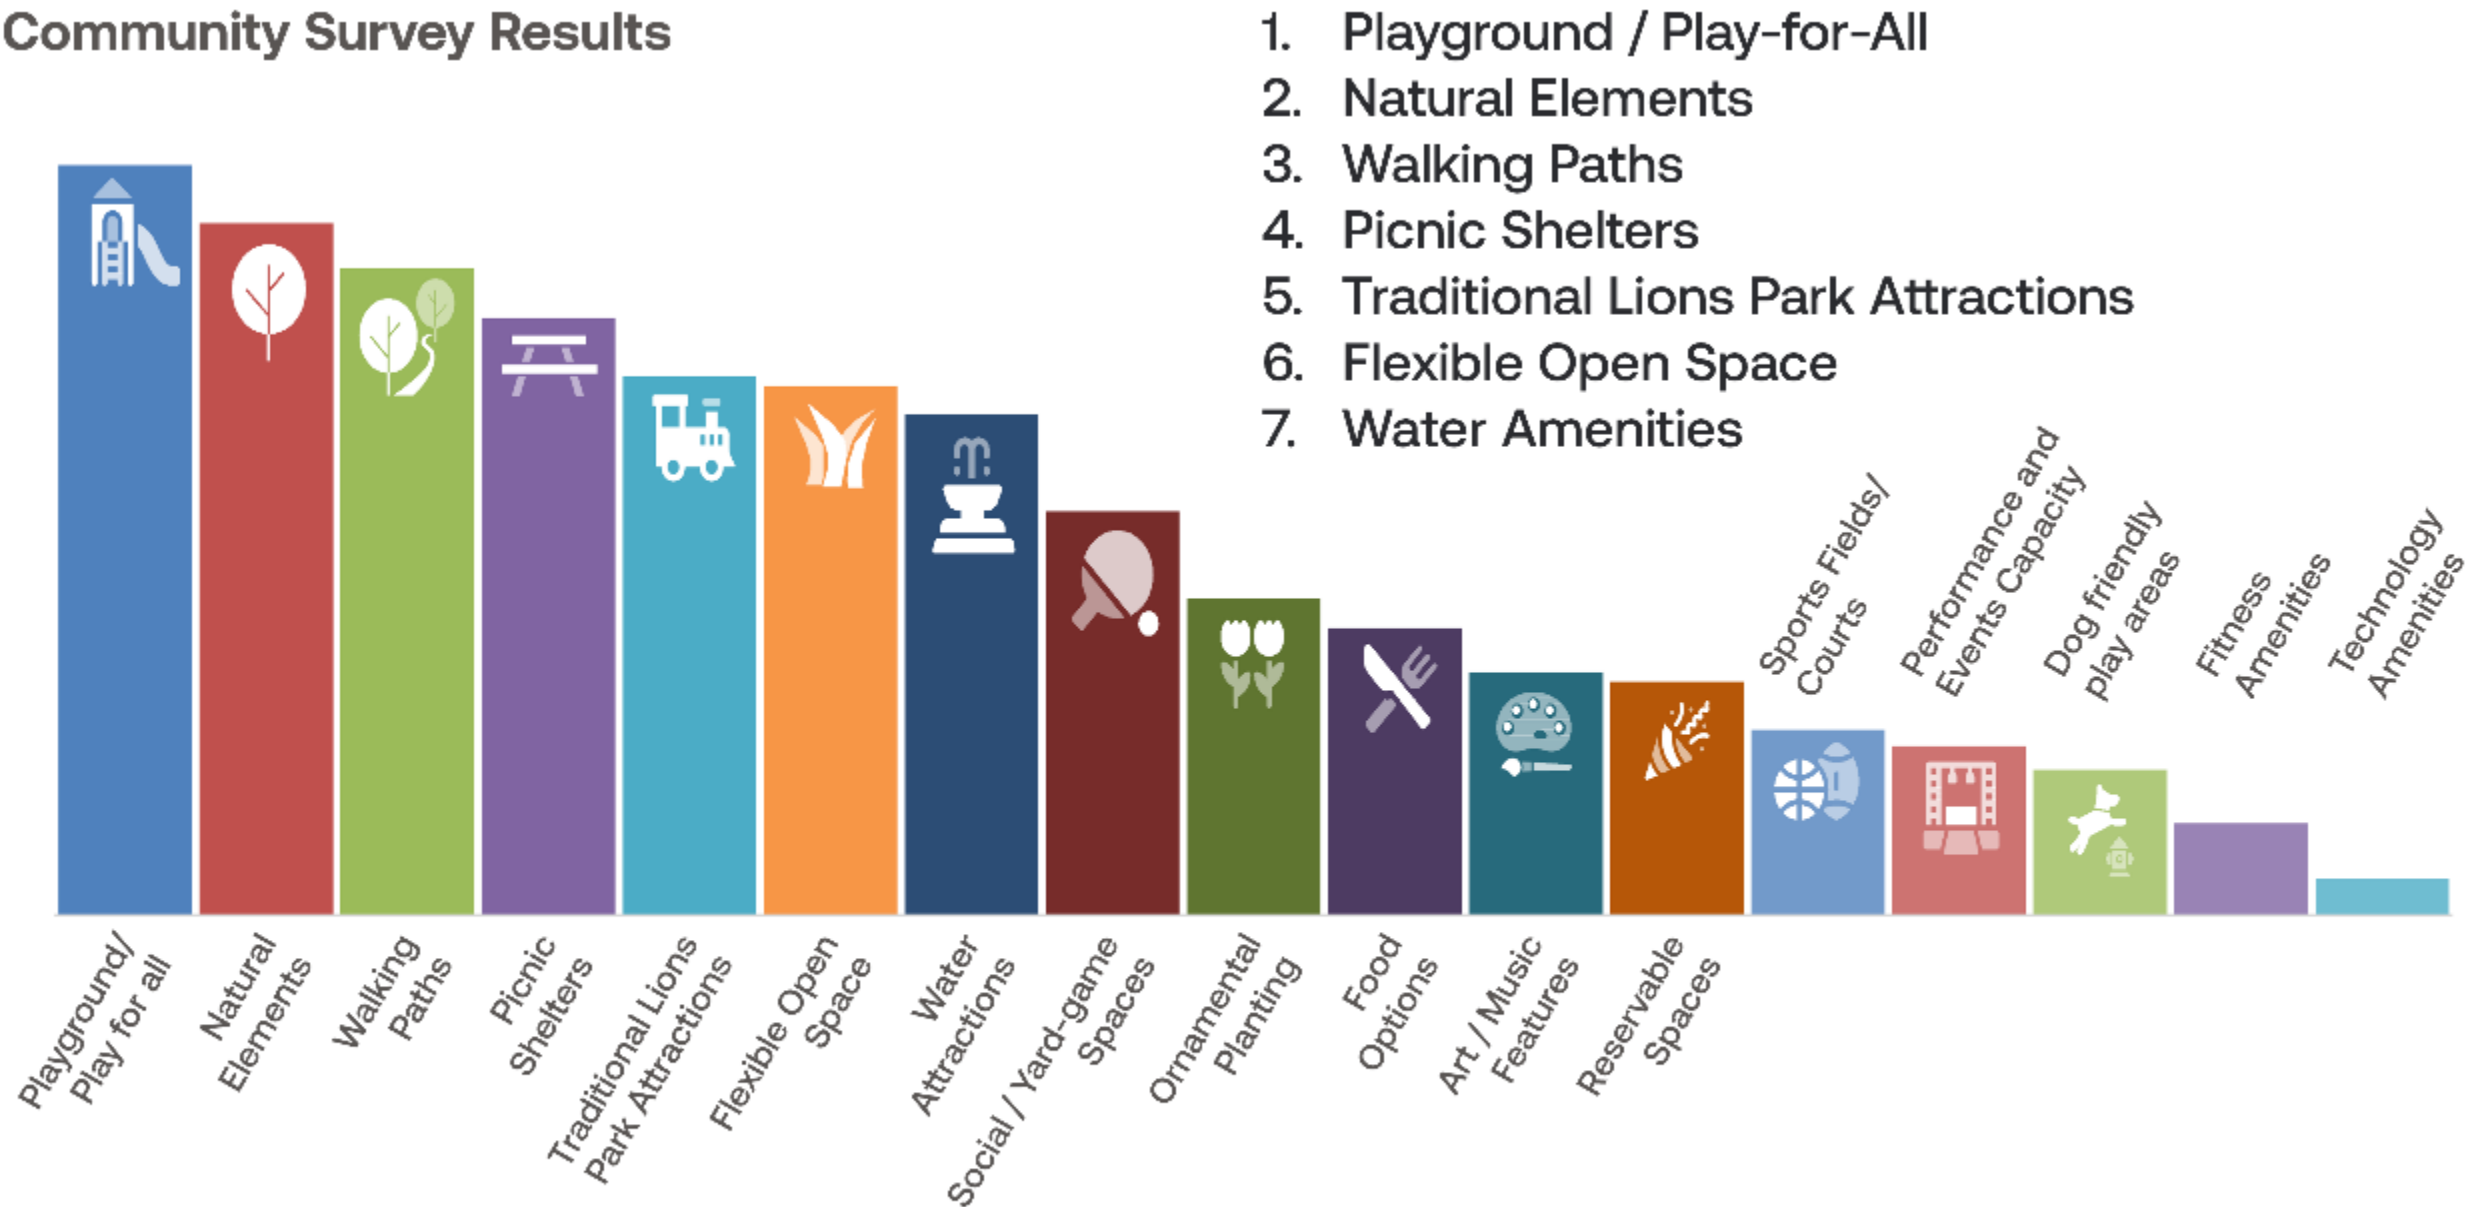 Community Survey Results
1. Playground / Play-for-All
2. Natural Elements
3. Walking Paths
4. Picnic Shelters
5. Traditional Lions Park Attractions
6. Flexible Open Space
7. Water Amenities
Playground/
Play for all
Natural
Elements
Walking
Paths
Picnic
Shelters
Traditional Lions
Park Attractions
Flexible Open
Space
Water
Attractions
Social / Yard-game
Spaces
Ornamental
Planting
Food
Options
Art / Music
Features
Reservable
Spaces
Sports Fields/
Courts
Performance and
Events Capacity
Dog friendly
play areas
Fitness
Amenities
Technology
Amenities